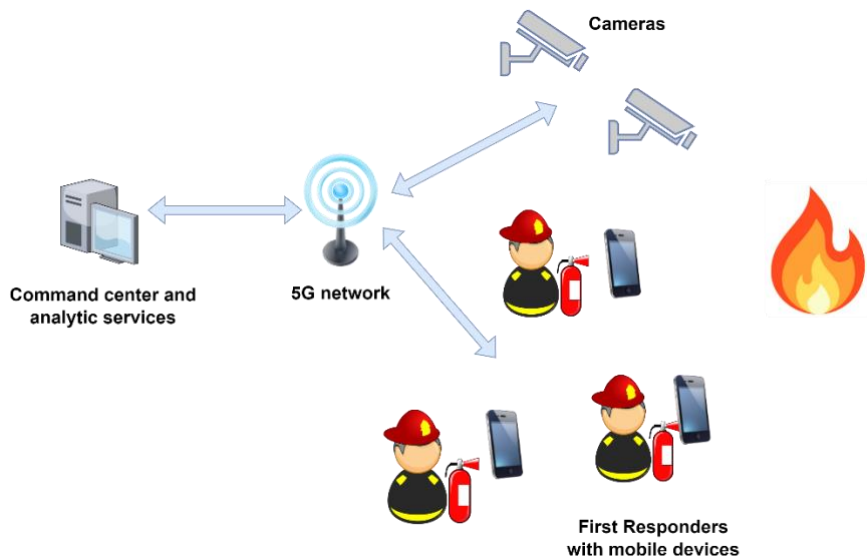 Cameras
Command center and
analytic services
5G network
First Responders
with mobile devices